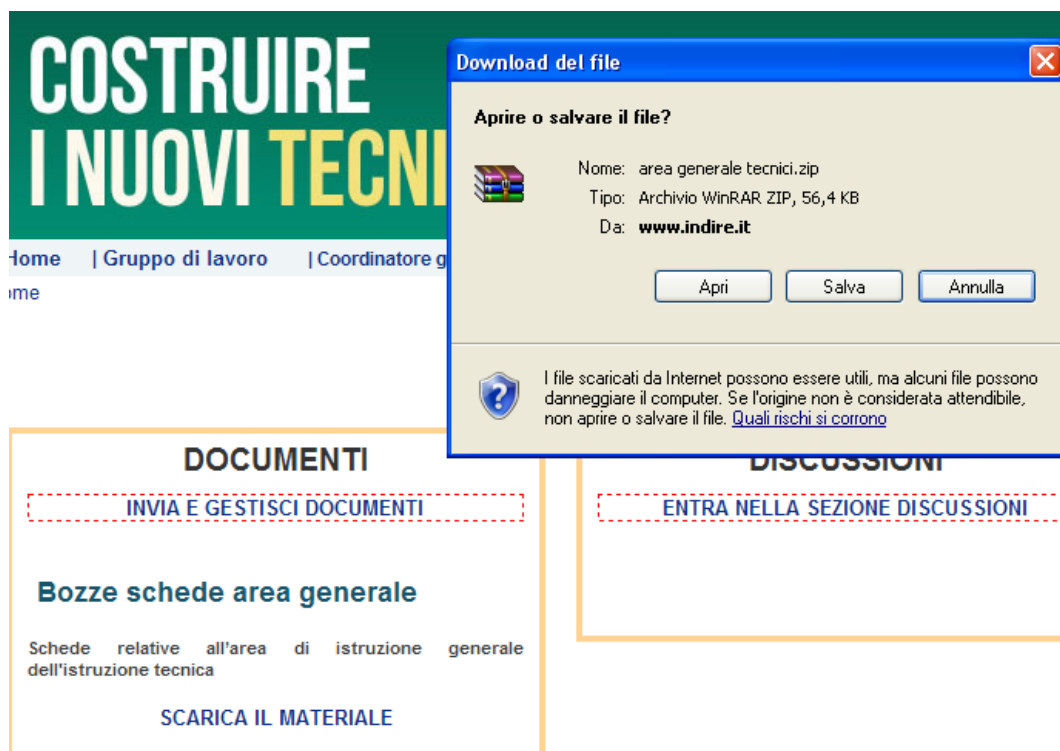 COSTRUIRE
I NUOVI TECNI
Download del file
Aprire o salvare il file?
Nome: area generale tecnici.zip
Tipo: Archivio WinRAR ZIP, 56,4 KB
Da: www.indire.it
Apri Salva Annulla
I file scaricati da Internet possono essere utili, ma alcuni file possono
danneggiare il computer. Se l'origine non è considerata attendibile,
non aprire o salvare il file. Quali rischi si corrono
Home | Gruppo di lavoro | Coordinatore g
ome
DOCUMENTI
INVIA E GESTISCI DOCUMENTI
Bozze schede area generale
Schede relative all'area di istruzione generale
dell'istruzione tecnica
SCARICA IL MATERIALE
DISCUSSIONI
ENTRA NELLA SEZIONE DISCUSSIONI